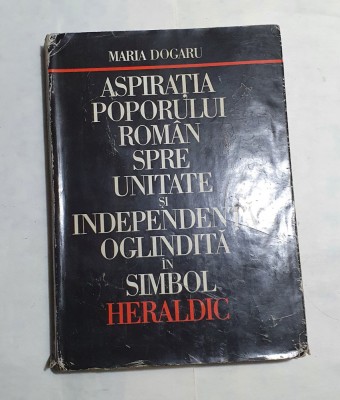 MARIA DOGARU
ASPIRAȚIA
POPORULUI
ROMÂN
SPRE
UNITATE
ȘI
INDEPENDENȚĂ
OGLINDITĂ
ÎN
SIMBOL
HERALDIC